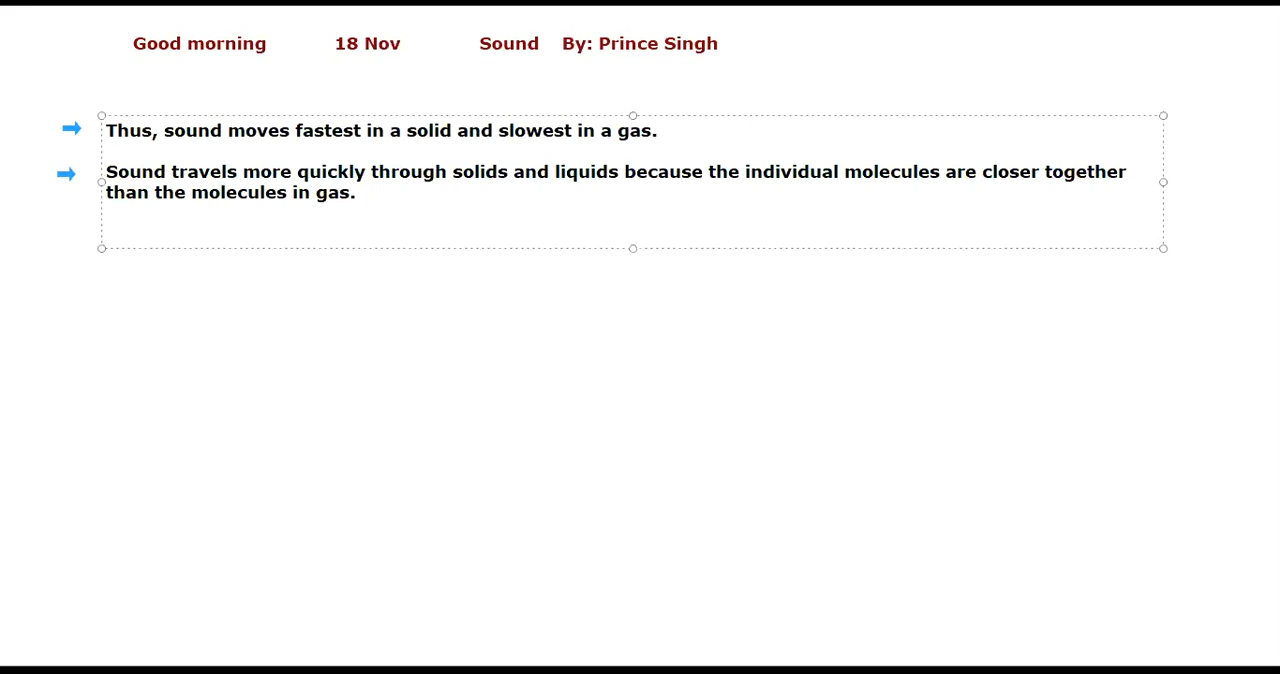 Good morning 18 Nov Sound By: Prince Singh
Thus, sound moves fastest in a solid and slowest in a gas.
Sound travels more quickly through solids and liquids because the individual molecules are closer together
than the molecules in gas.